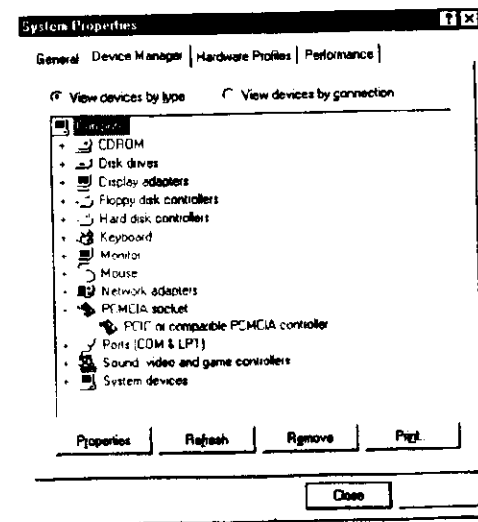 System Properties
General Device Manager Hardware Profiles Performance
View devices by type View devices by connection
Computer
CDROM
Disk drives
Display adapters
Floppy disk controllers
Hard disk controllers
Keyboard
Monitor
Mouse
Network adapters
PCMCIA socket
PCIC or compatible PCMCIA controller
Ports (COM & LPT)
Sound, video and game controllers
System devices
Properties Refresh Remove Print...
Close